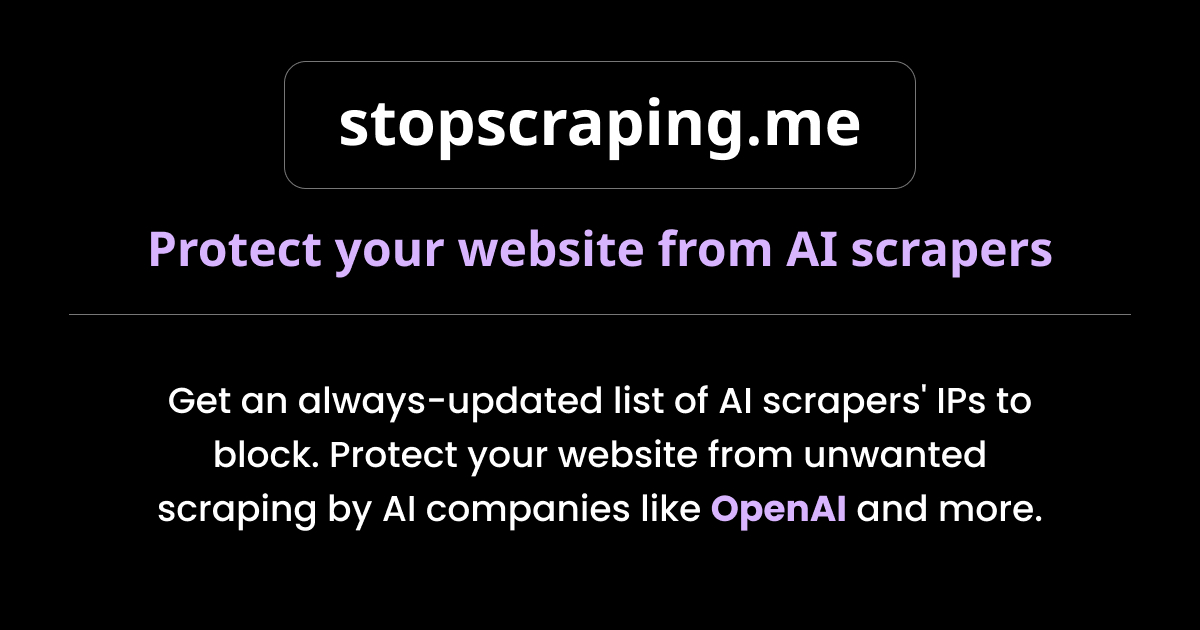 stopscraping.me
Protect your website from AI scrapers
Get an always-updated list of AI scrapers' IPs to
block. Protect your website from unwanted
scraping by AI companies like OpenAI and more.